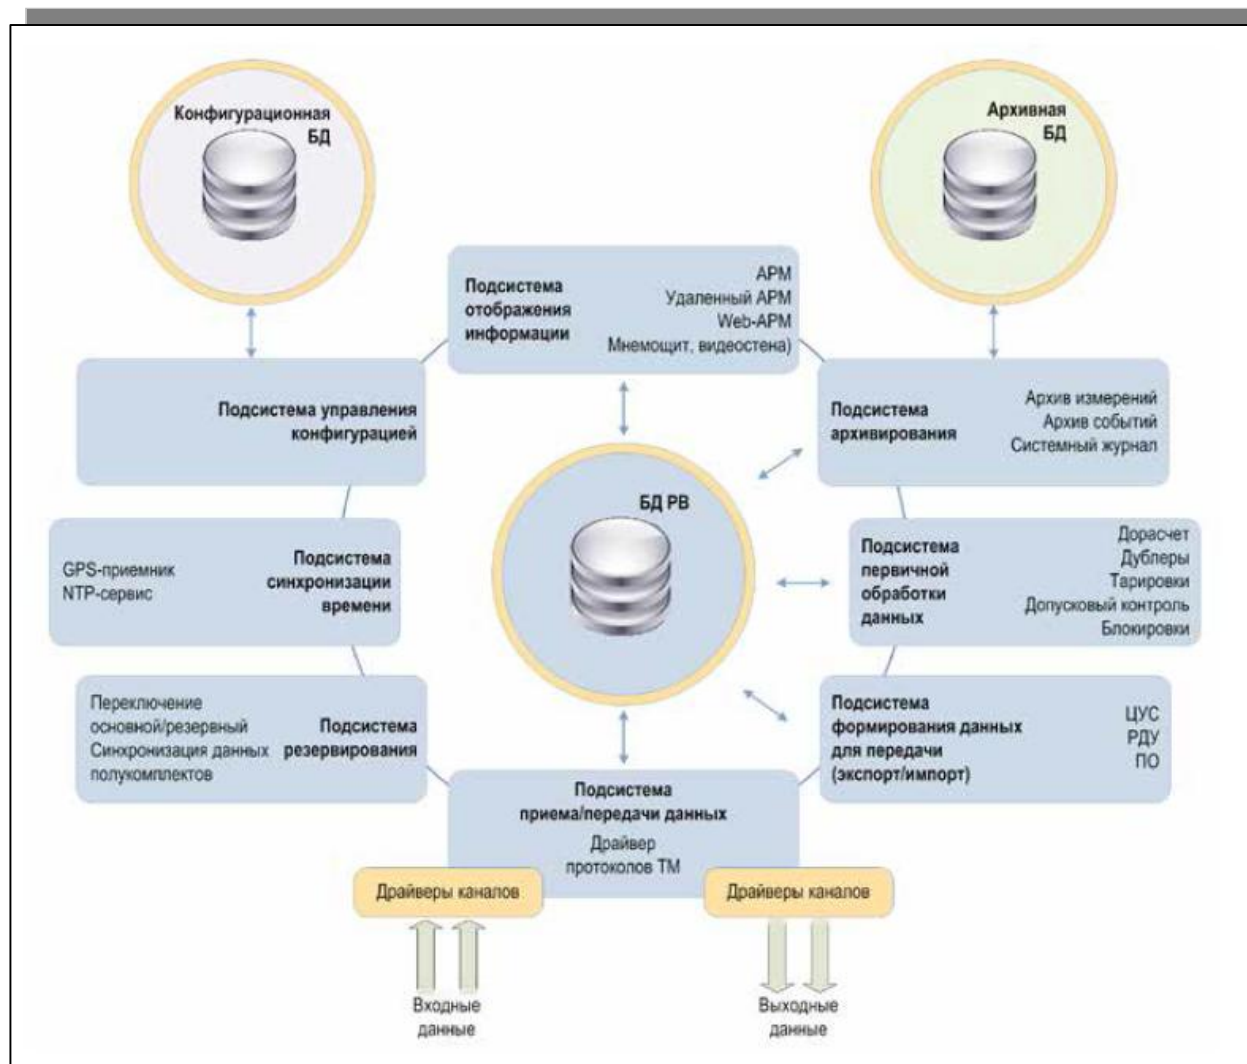 Конфигурационная
БД
Архивная
БД
Подсистема
отображения
информации
АРМ
Удаленный АРМ
Web-АРМ
Мнемощит, видеостена)
Подсистема управления
конфигурацией
Подсистема
архивирования
Архив измерений
Архив событий
Системный журнал
БД РВ
GPS-приемник
NTP-сервис
Подсистема
синхронизации
времени
Подсистема
первичной
обработки
данных
Дорасчет
Дублеры
Тарировки
Допусковый контроль
Блокировки
Переключение
основной/резервный
Синхронизация данных
полукомплектов
Подсистема
резервирования
Подсистема
формирования данных
для передачи
(экспорт/импорт)
ЦУС
РДУ
ПО
Подсистема
приема/передачи данных
Драйвер
протоколов ТМ
Драйверы каналов
Драйверы каналов
Входные
данные
Выходные
данные